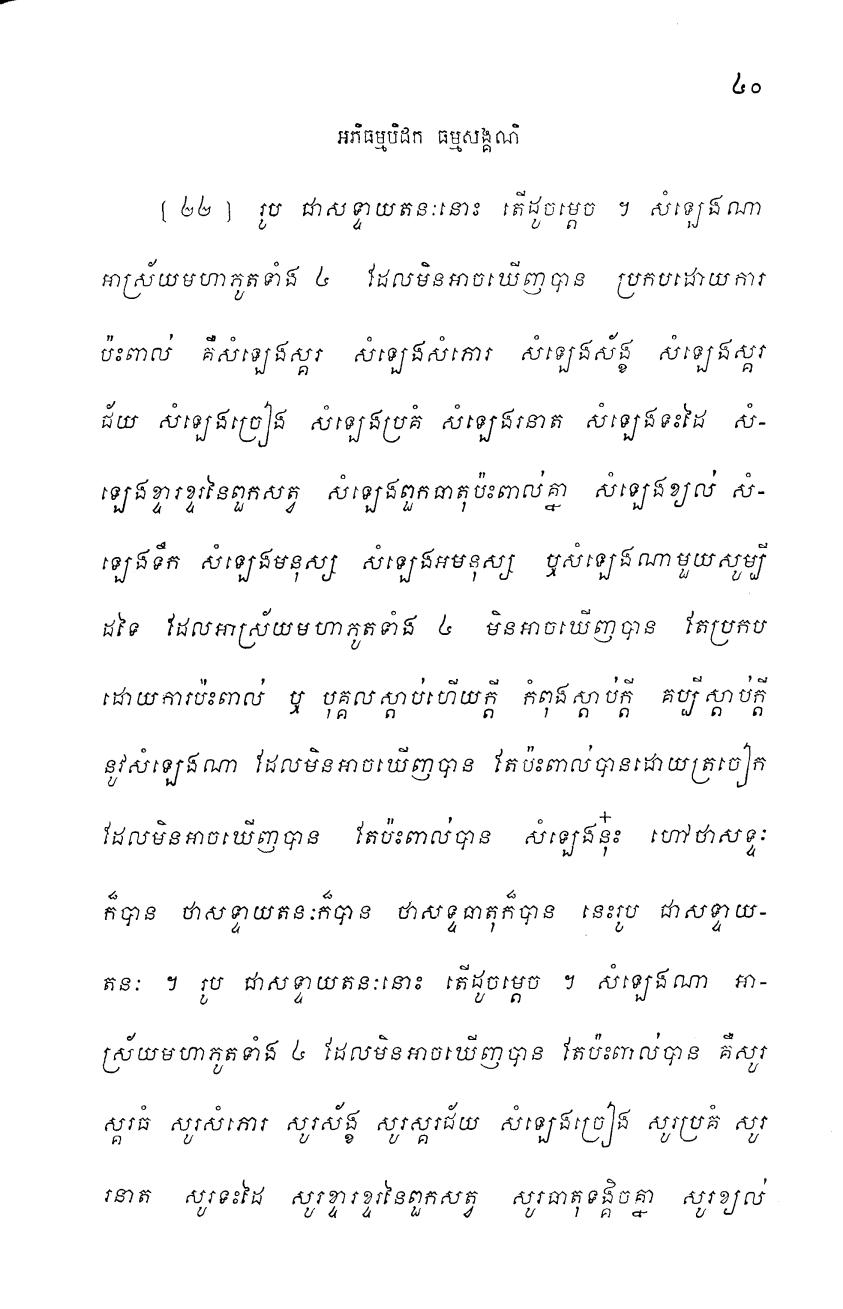 ៤០
អភិធម្មបិដក ធម្មសង្គណិ
[ ២២ ] រូប ជាសទ្ទាយតនៈនោះ តើដូចម្តេច ។ សំឡេងណា
អាស្រ័យមហាភូតទាំង ៤ ដែលមិនអាចឃើញបាន ប្រកបដោយការ
ប៉ះពាល់ គឺសំឡេងស្គរ សំឡេងសំភោរ សំឡេងស័ង្ខ សំឡេងស្គរ
ជ័យ សំឡេងច្រៀង សំឡេងប្រគំ សំឡេងរនាត សំឡេងទះដៃ សំ-
ឡេងខ្ទារខ្ទរនៃពួកសត្វ សំឡេងពួកធាតុប៉ះពាល់គ្នា សំឡេងខ្យល់ សំ-
ឡេងទឹក សំឡេងមនុស្ស សំឡេងអមនុស្ស ឬសំឡេងណាមួយសូម្បី
ដទៃ ដែលអាស្រ័យមហាភូតទាំង ៤ មិនអាចឃើញបាន តែប្រកប
ដោយការប៉ះពាល់ ឬ បុគ្គលស្តាប់ហើយក្តី កំពុងស្តាប់ក្តី គប្បីស្តាប់ក្តី
នូវសំឡេងណា ដែលមិនអាចឃើញបាន តែប៉ះពាល់បានដោយត្រចៀក
ដែលមិនអាចឃើញបាន តែប៉ះពាល់បាន សំឡេងនុ៎ះ ហៅថាសទ្ទៈ
ក៏បាន ថាសទ្ទាយតនៈក៏បាន ថាសទ្ទធាតុក៏បាន នេះរូប ជាសទ្ទាយ-
តនៈ ។ រូប ជាសទ្ទាយតនៈនោះ តើដូចម្តេច ។ សំឡេងណា អា-
ស្រ័យមហាភូតទាំង ៤ ដែលមិនអាចឃើញបាន តែប៉ះពាល់បាន គឺសូរ
ស្គរធំ សូរសំភោរ សូរស័ង្ខ សូរស្គរជ័យ សំឡេងច្រៀង សូរប្រគំ សូរ
រនាត សូរទះដៃ សូរខ្ទារខ្ទរនៃពួកសត្វ សូរធាតុទង្គិចគ្នា សូរខ្យល់